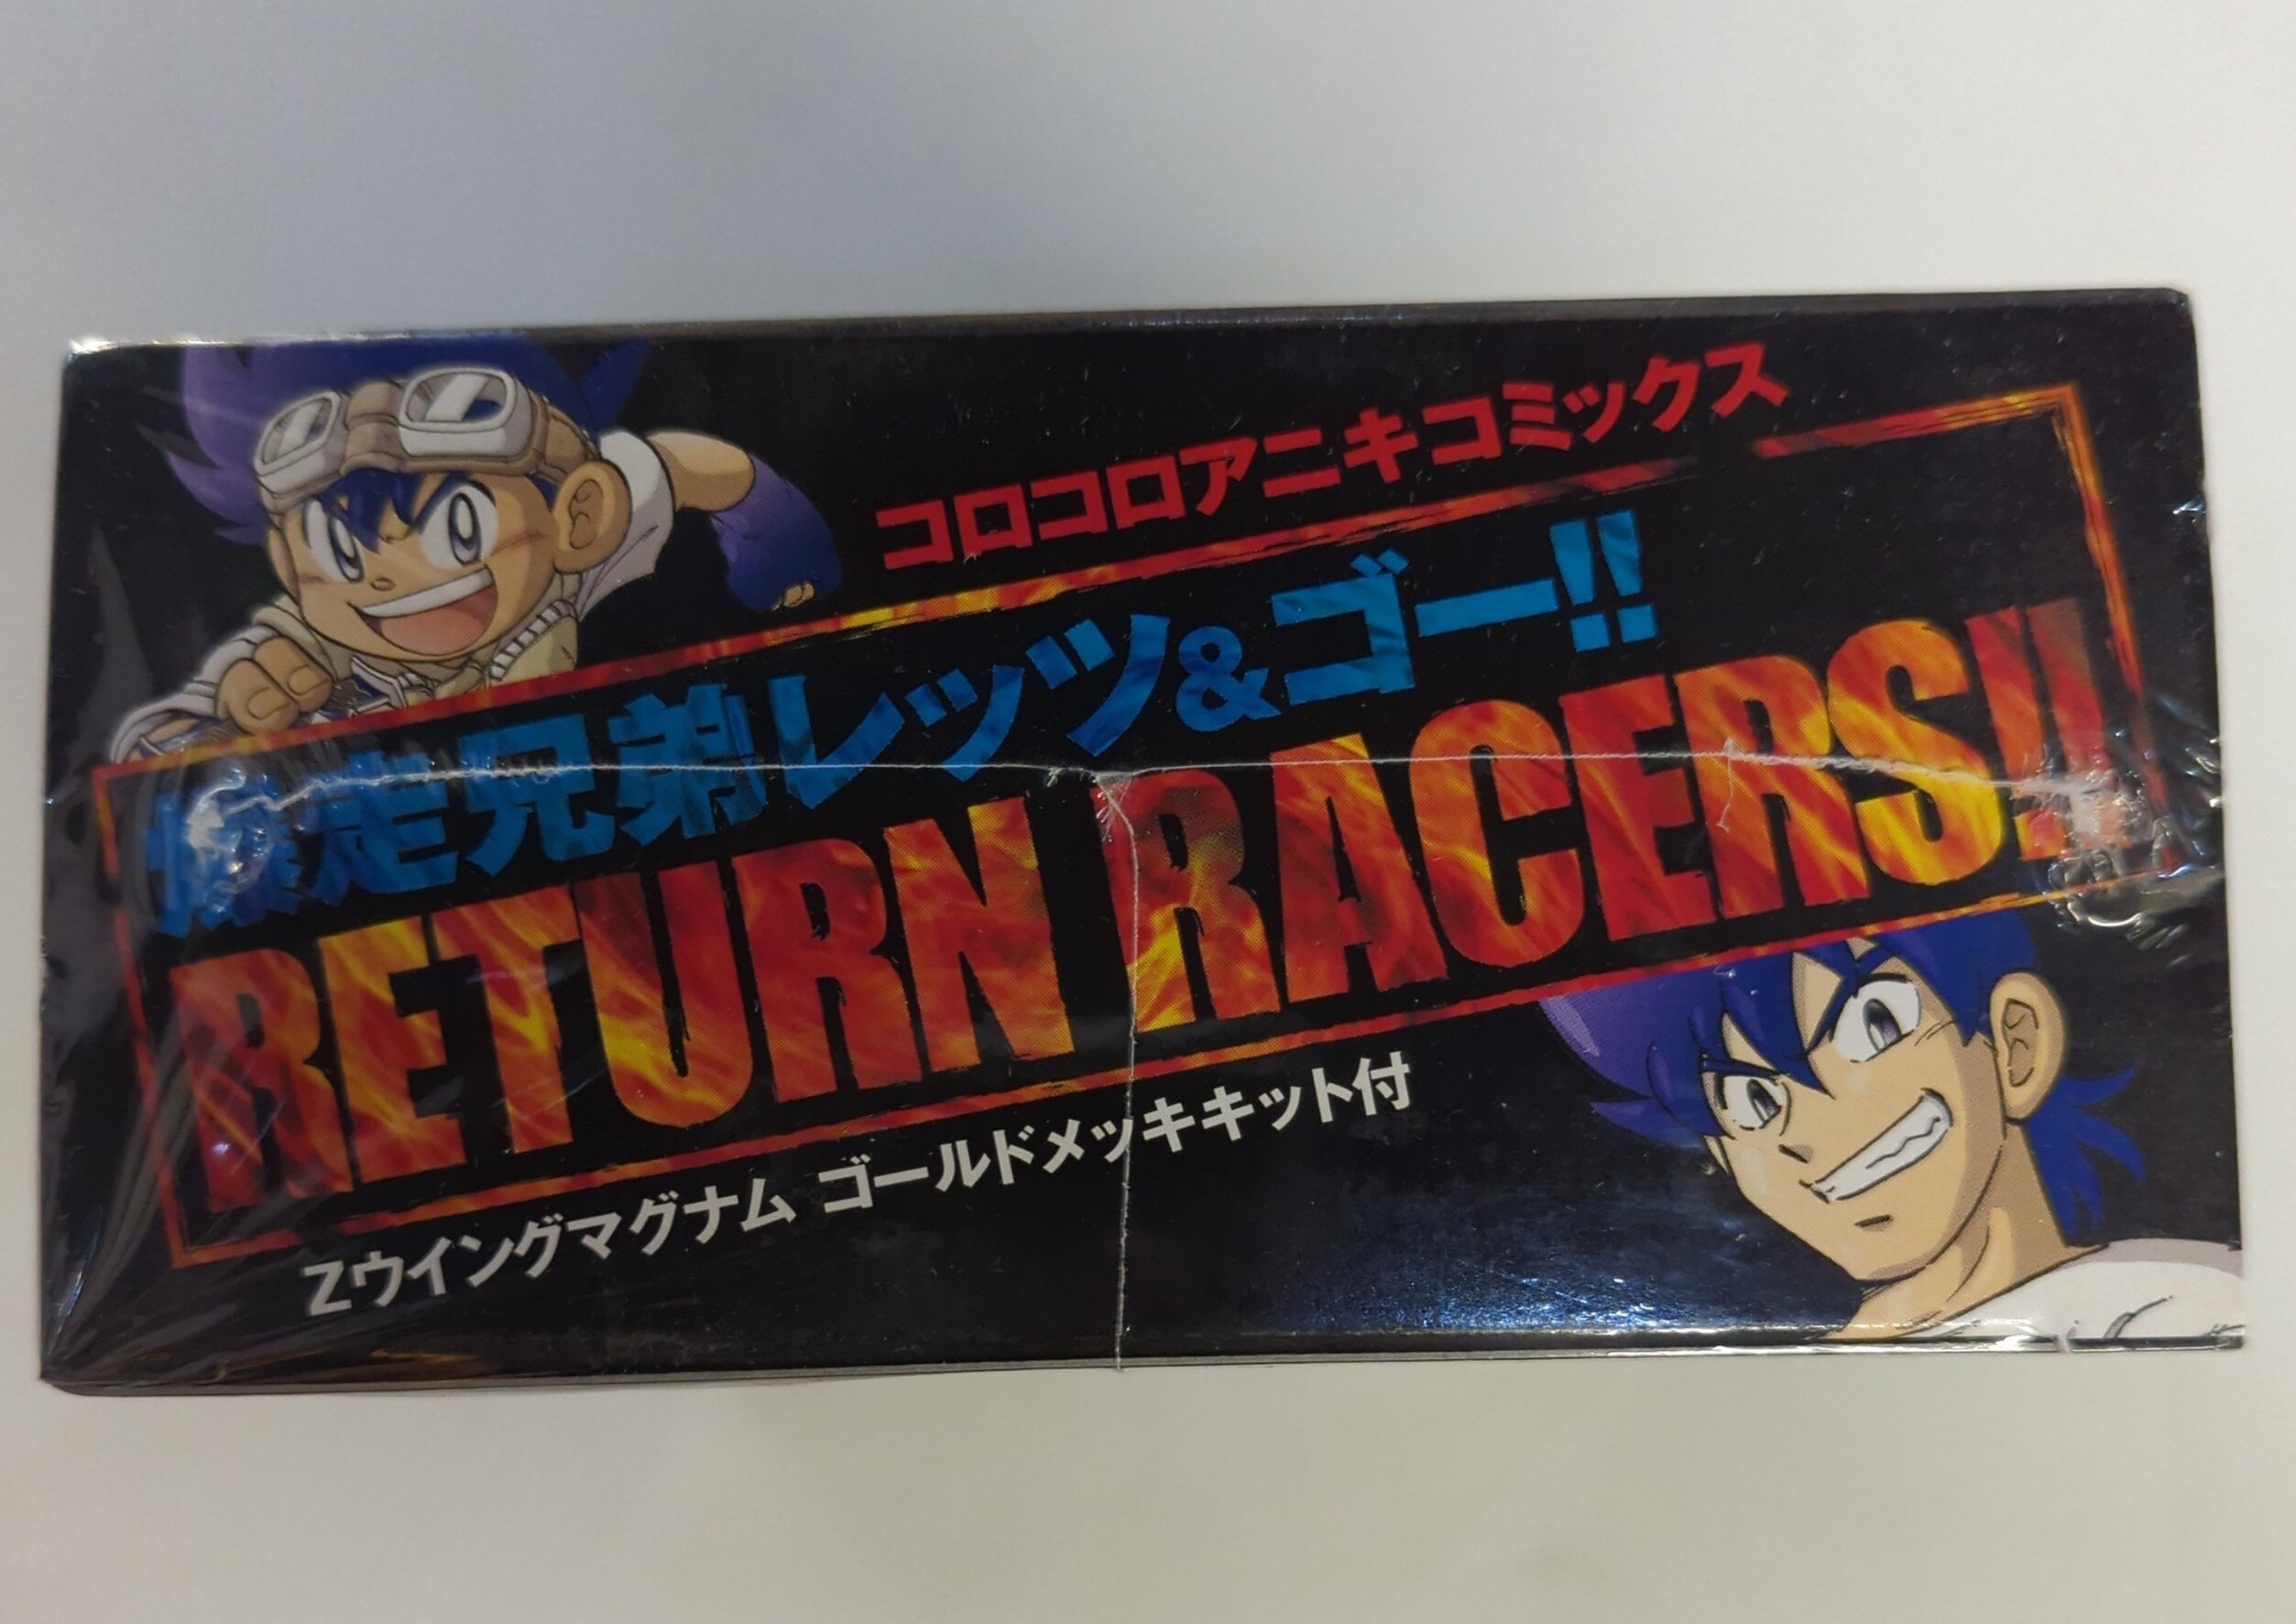 コロコロアニキコミックス
爆走兄弟レッツ&ゴー!!
RETURN RACERS!!
Zウイングマグナム ゴールドメッキキット付